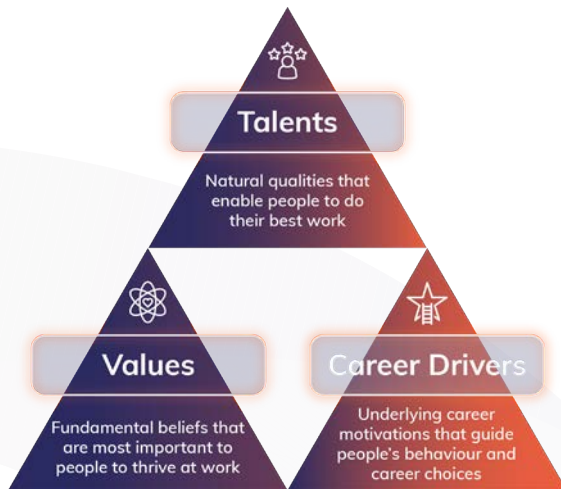 Talents
Natural qualities that
enable people to do
their best work
Values
Fundamental beliefs that
are most important to
people to thrive at work
Career Drivers
Underlying career
motivations that guide
people's behaviour and
career choices